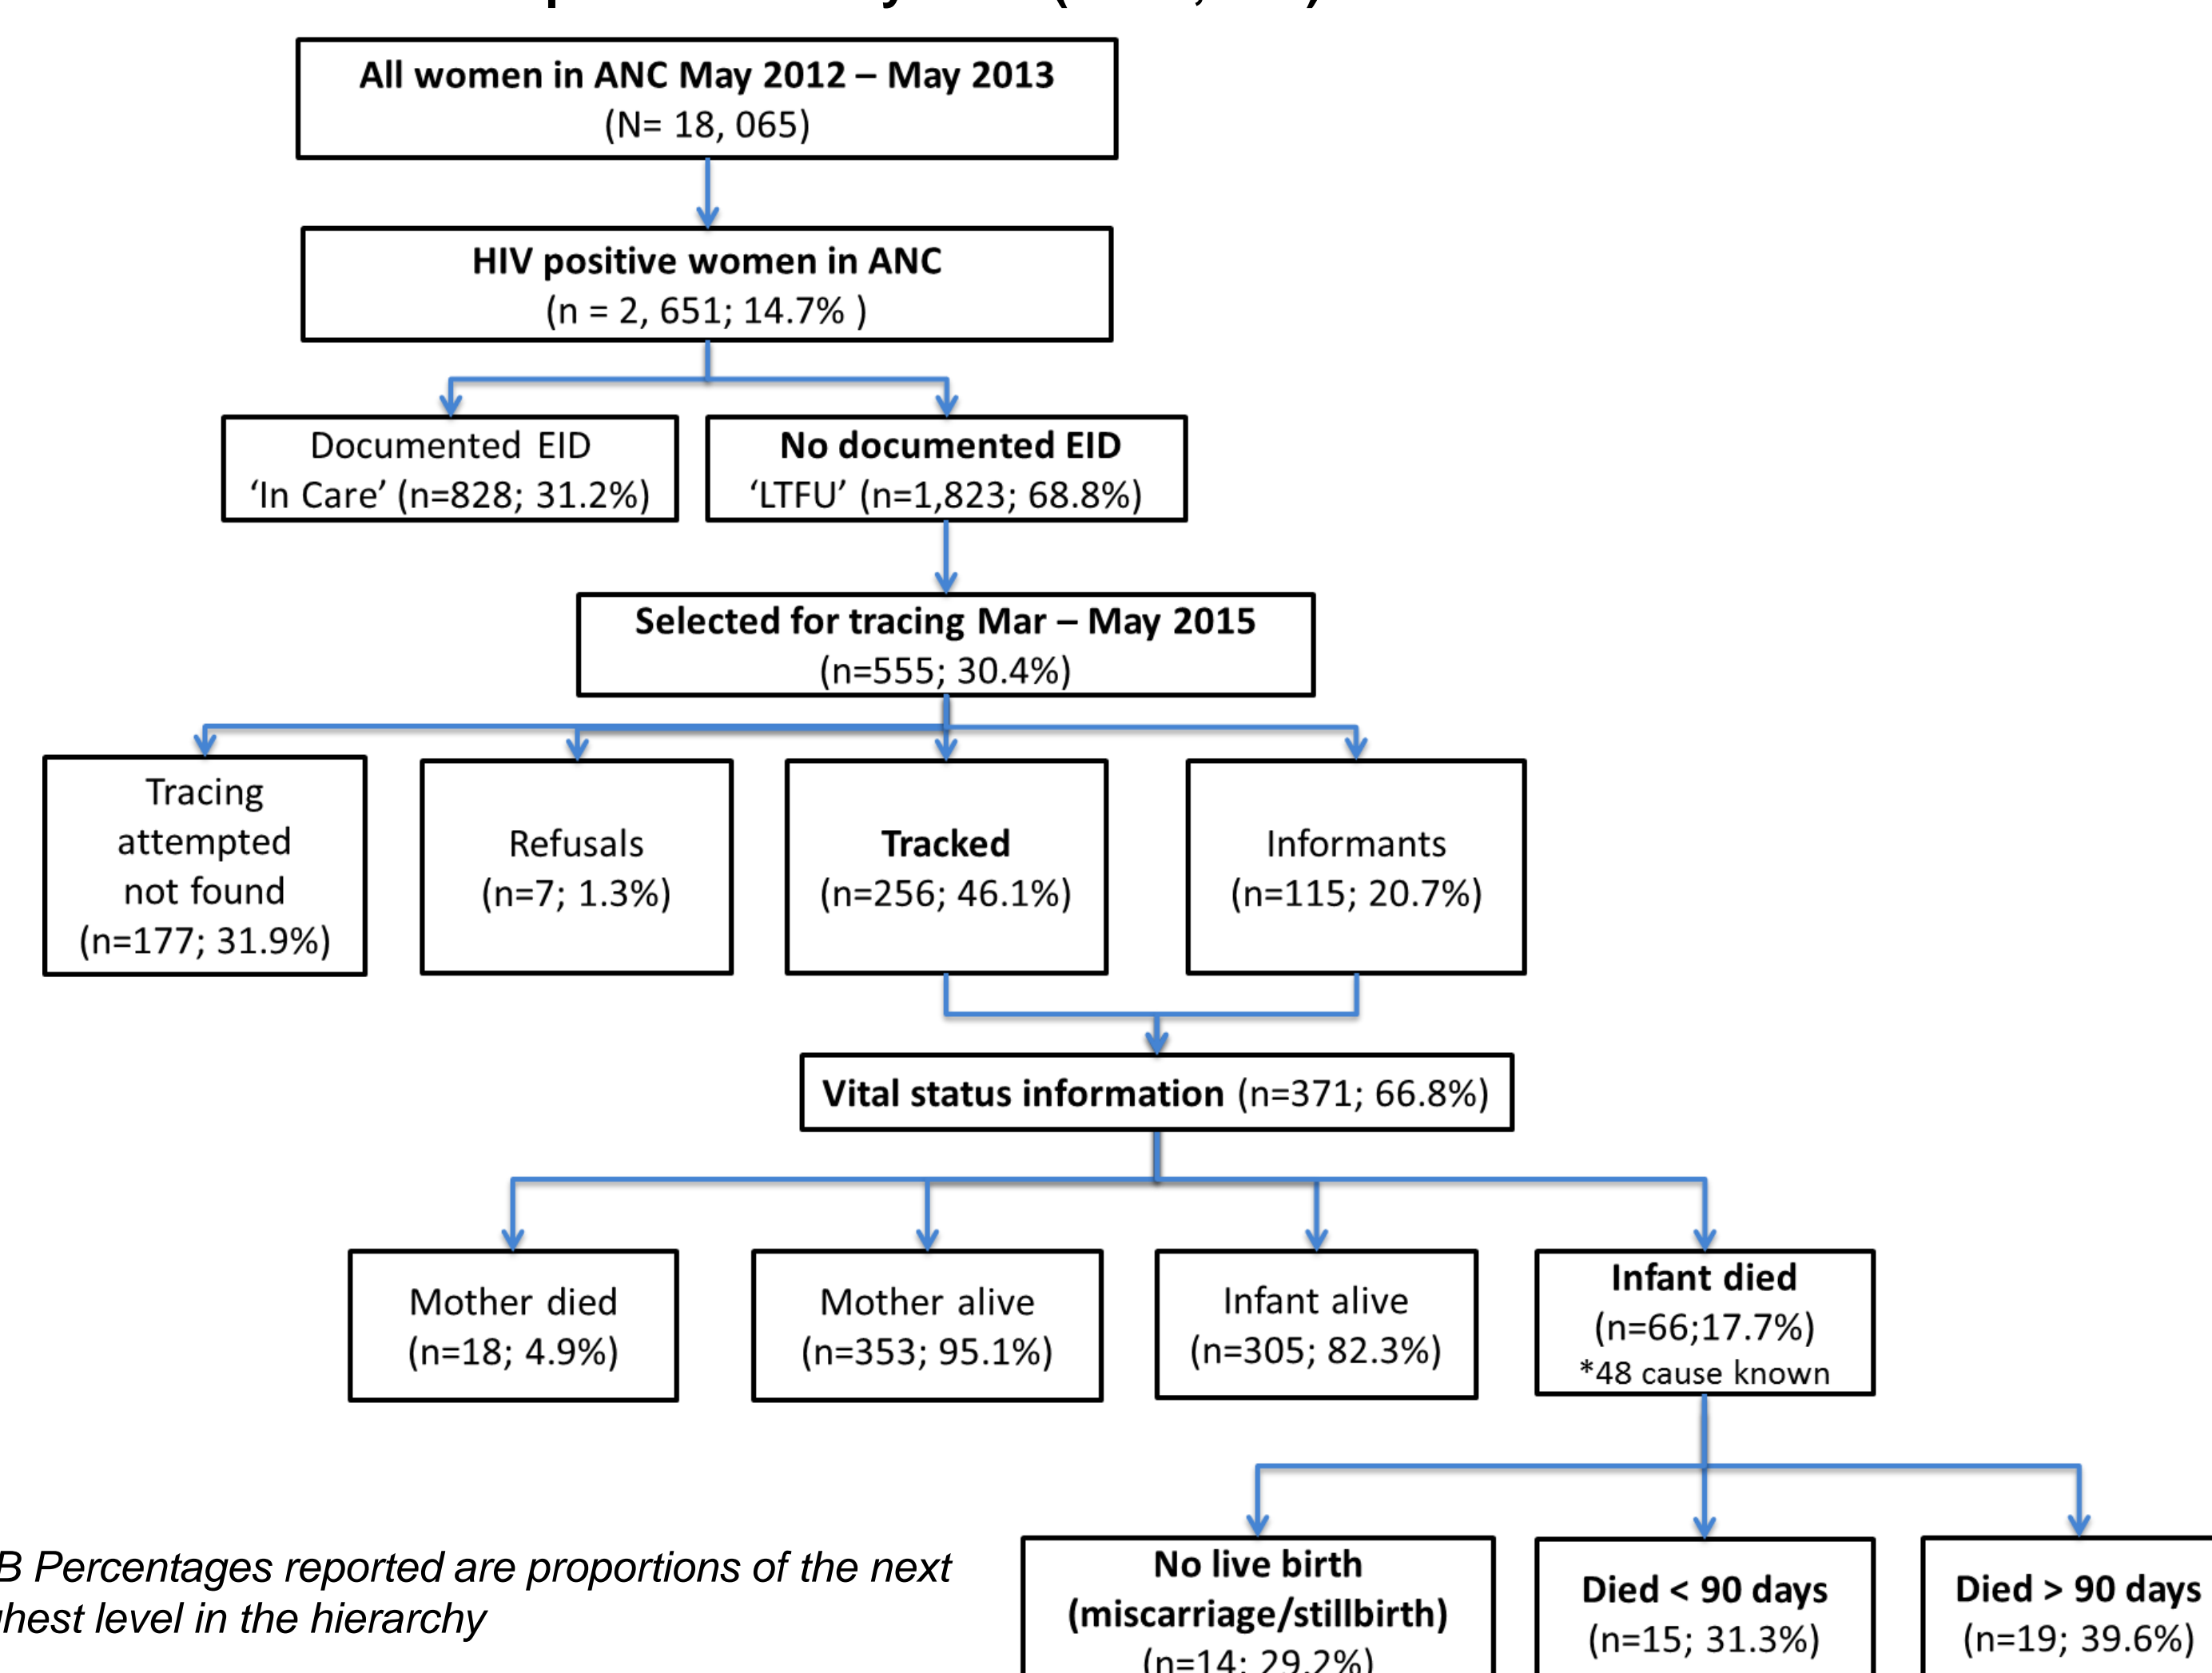 All women in ANC May 2012 – May 2013
(N= 18, 065)
HIV positive women in ANC
(n = 2, 651; 14.7% )
Documented EID
‘In Care’ (n=828; 31.2%)
No documented EID
‘LTFU’ (n=1,823; 68.8%)
Selected for tracing Mar – May 2015
(n=555; 30.4%)
Tracing
attempted
not found
(n=177; 31.9%)
Refusals
(n=7; 1.3%)
Tracked
(n=256; 46.1%)
Informants
(n=115; 20.7%)
Vital status information (n=371; 66.8%)
Mother died
(n=18; 4.9%)
Mother alive
(n=353; 95.1%)
Infant alive
(n=305; 82.3%)
Infant died
(n=66;17.7%)
*48 cause known
No live birth
(miscarriage/stillbirth)
(n=14; 29.2%)
Died < 90 days
(n=15; 31.3%)
Died > 90 days
(n=19; 39.6%)
B Percentages reported are proportions of the next
hest level in the hierarchy